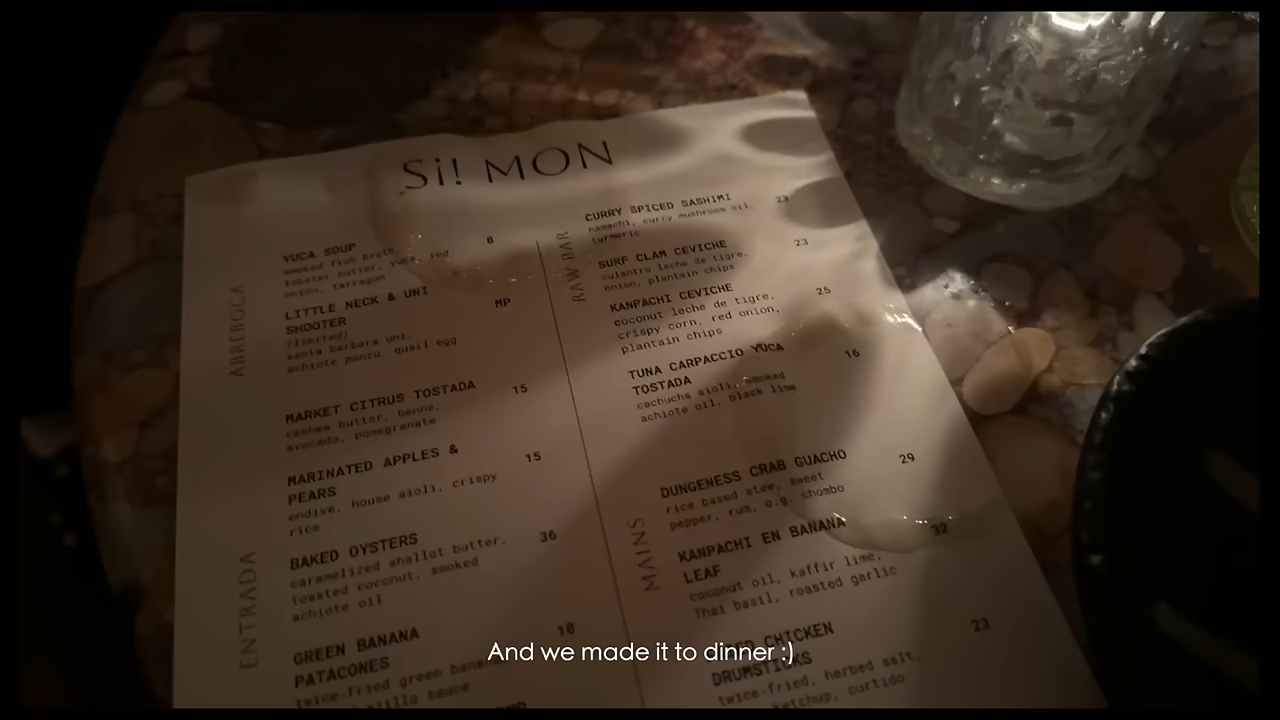 Si! MON
ABREBOCA
YUCA SOUP 8
smoked fish broth,
lobster butter, yuca, red
onion, tarragon
LITTLE NECK & UNI
SHOOTER MP
(limited)
santa barbara uni,
achiote ponzu, quail egg
ENTRADA
MARKET CITRUS TOSTADA 15
cashew butter, benne,
avocado, pomegranate
MARINATED APPLES &
PEARS 15
endive, house aioli, crispy
rice
BAKED OYSTERS 36
caramelized shallot butter,
toasted coconut, smoked
achiote oil
GREEN BANANA
PATACONES 10
twice-fried green banana
sauce
RAW BAR
CURRY SPICED SASHIMI 23
hamachi, curry mushroom oil,
turmeric
SURF CLAM CEVICHE 23
culantro leche de tigre,
onion, plantain chips
KANPACHI CEVICHE 25
coconut leche de tigre,
crispy corn, red onion,
plantain chips
TUNA CARPACCIO YUCA
TOSTADA 16
cachucha aioli, smoked
achiote oil, black lime
MAINS
DUNGENESS CRAB GUACHO 29
rice based stew, sweet
pepper, rum, o.g. chombo
KANPACHI EN BANANA
LEAF 32
coconut oil, kaffir lime,
Thai basil, roasted garlic
CHICKEN
DRUMSTICKS 23
twice-fried, herbed salt,
ketchup, curtido
And we made it to dinner :)